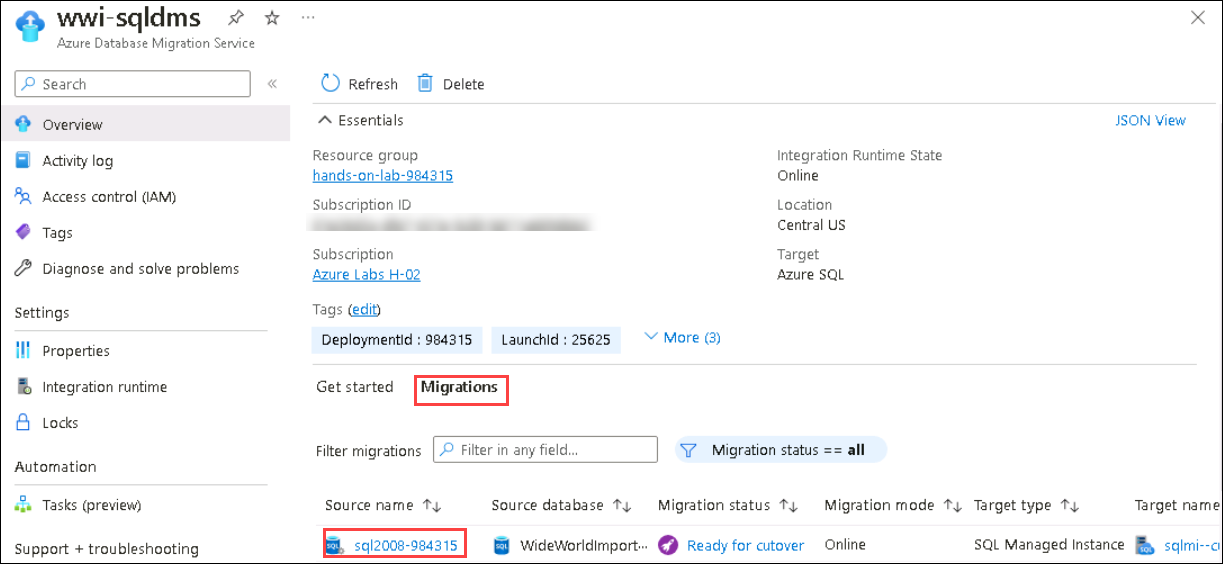 wwi-sqldms
Azure Database Migration Service
Search
Overview
Activity log
Access control (IAM)
Tags
Diagnose and solve problems
Settings
Properties
Integration runtime
Locks
Automation
Tasks (preview)
Support + troubleshooting
Refresh Delete
Essentials JSON View
Resource group
hands-on-lab-984315
Subscription ID
Subscription
Azure Labs H-02
Tags (edit)
DeploymentId : 984315 LaunchId : 25625 More (3)
Integration Runtime State
Online
Location
Central US
Target
Azure SQL
Get started Migrations
Filter migrations Filter in any field... Migration status == all
Source name Source database Migration status Migration mode Target type Target name
sql2008-984315 WideWorldImport... Ready for cutover Online SQL Managed Instance sqlmi--